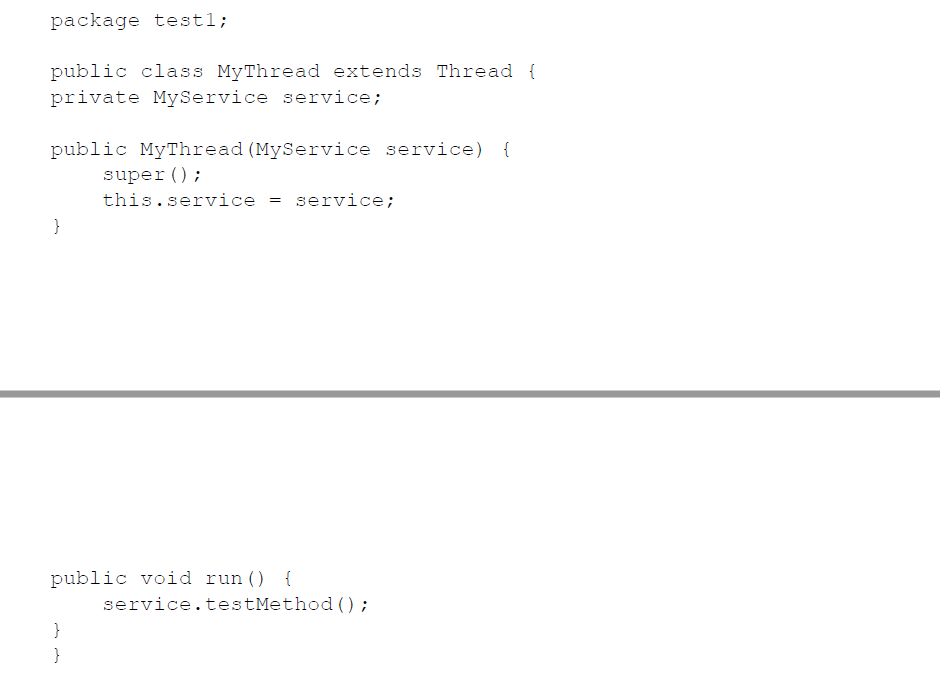 package test1;
public class MyThread extends Thread {
private MyService service;
public MyThread(MyService service) {
super();
this.service = service;
}
public void run() {
service.testMethod();
}
}